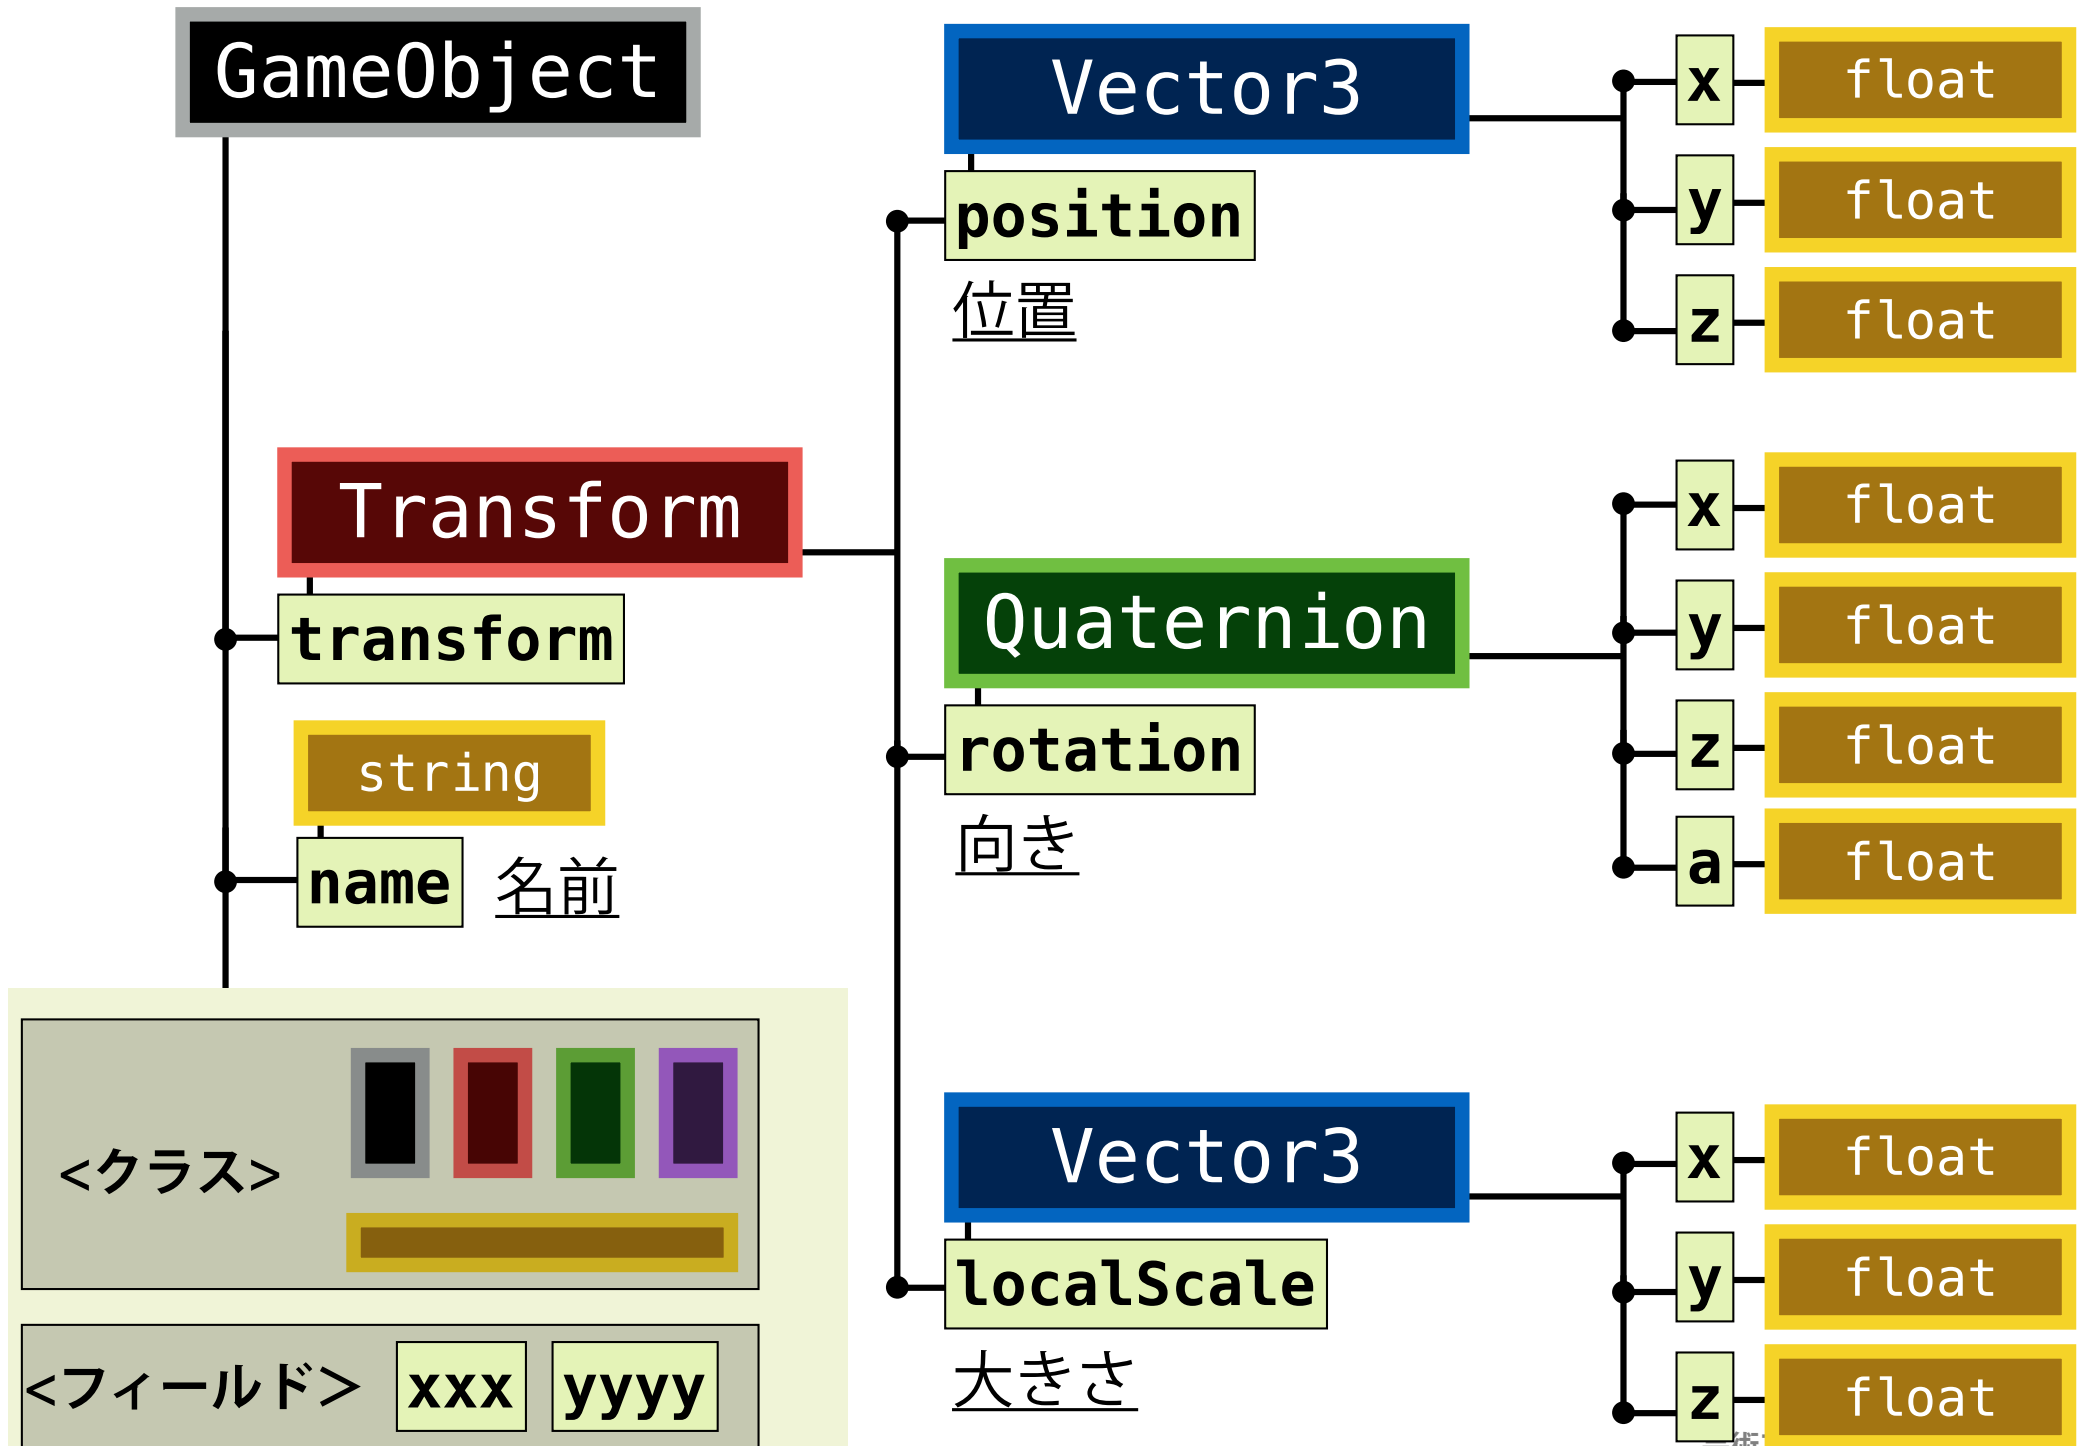 GameObject
Transform
transform
string
name
名前
Vector3
position
位置
x
float
y
float
z
float
Quaternion
rotation
向き
x
float
y
float
z
float
a
float
Vector3
localScale
大きさ
x
float
y
float
z
float
<クラス>
<フィールド>
xxx
yyyy